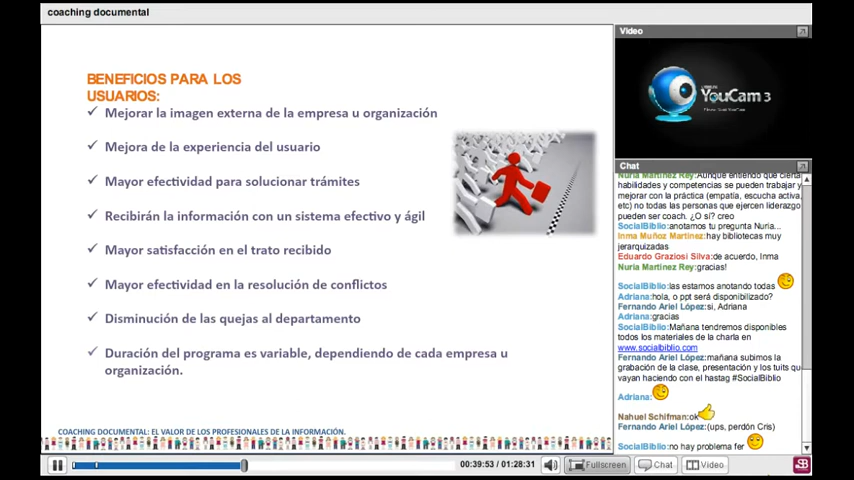 coaching documental
BENEFICIOS PARA LOS
USUARIOS:
Mejorar la imagen externa de la empresa u organización
Mejora de la experiencia del usuario
Mayor efectividad para solucionar trámites
Recibirán la información con un sistema efectivo y ágil
Mayor satisfacción en el trato recibido
Mayor efectividad en la resolución de conflictos
Disminución de las quejas al departamento
Duración del programa es variable, dependiendo de cada empresa u
organización.
COACHING DOCUMENTAL: EL VALOR DE LOS PROFESIONALES DE LA INFORMACIÓN.
Video
YouCam 3
Chat
Nuria Martinez Rey:Aunque entiendo que cierta
habilidades y competencias se pueden trabajar y
mejorar con la práctica (empatía, escucha activa,
etc) no todas las personas que ejercen liderazgo
pueden ser coach. ¿O sí? creo
SocialBiblio:anotamos tu pregunta Nuria...
Inma Muñoz Martinez:hay bibliotecas muy
jerarquizadas
Eduardo Graziosi Silva:de acuerdo, Inma
Nuria Martinez Rey:gracias!
SocialBiblio:las estamos anotando todas
Adriana:hola, o ppt será disponibilizado?
Fernando Ariel López:si, Adriana
Adriana:gracias
SocialBiblio:Mañana tendremos disponibles
todos los materiales de la charla en
www.socialbiblio.com
Fernando Ariel López:mañana subimos la
grabación de la clase, presentación y los tuits que
vayan haciendo con el hastag #SocialBiblio
Adriana:
Nahuel Schifman:ok
Fernando Ariel López:(ups, perdón Cris)
SocialBiblio:no hay problema fer
00:39:53 / 01:28:31
Fullscreen
Chat
Video
SB